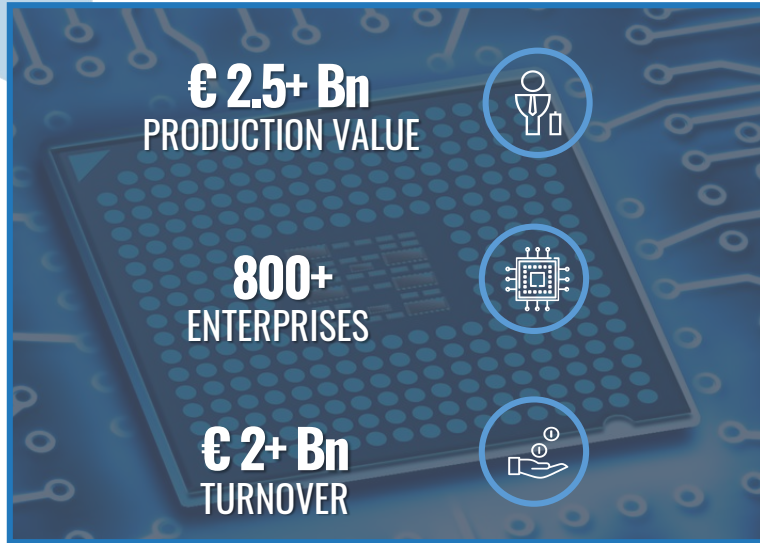 € 2.5+ Bn
PRODUCTION VALUE
800+
ENTERPRISES
€ 2+ Bn
TURNOVER